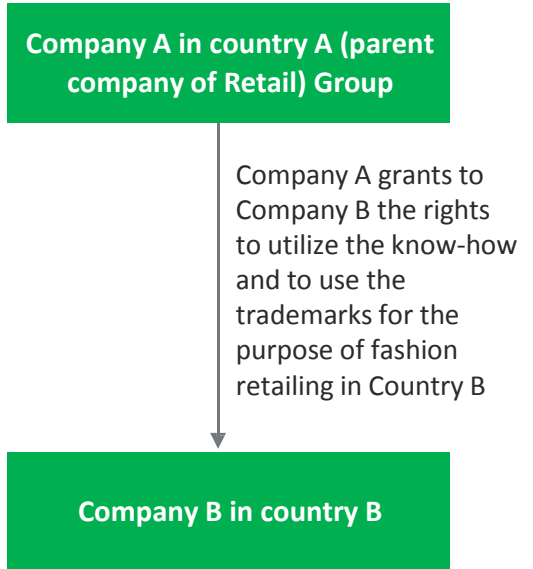 Company A in country A (parent
company of Retail) Group
Company A grants to
Company B the rights
to utilize the know-how
and to use the
trademarks for the
purpose of fashion
retailing in Country B
Company B in country B